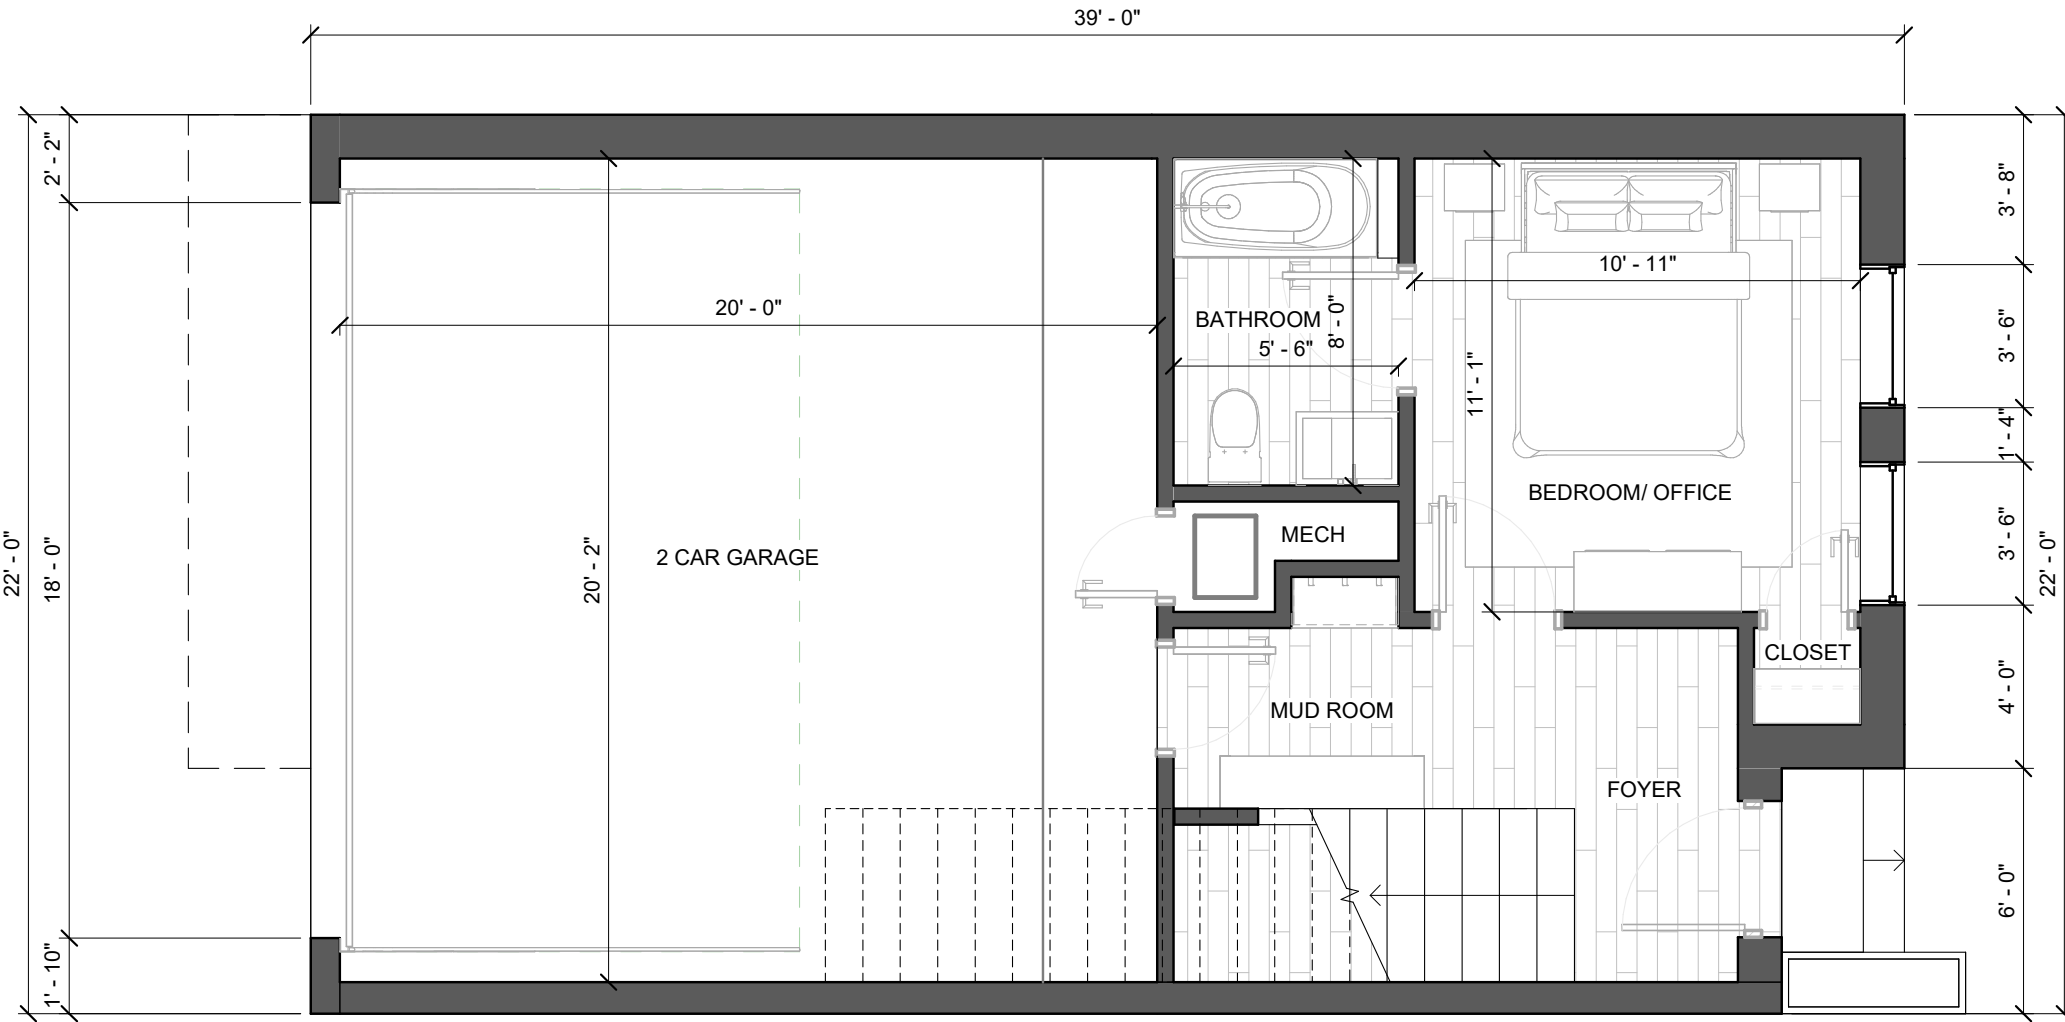 39' - 0"
2' - 2"
3' - 8"
10' - 11"
20' - 0"
BATHROOM
8' - 0"
3' - 6"
5' - 6"
11' - 1"
1' - 4"
BEDROOM/ OFFICE
MECH
2 CAR GARAGE
20' - 2"
22' - 0"
18' - 0"
3' - 6"
22' - 0"
CLOSET
4' - 0"
MUD ROOM
FOYER
6' - 0"
1' - 10"